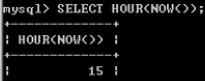 mysql> SELECT HOUR(NOW());
+-------------+
| HOUR(NOW()) |
+-------------+
|          15 |